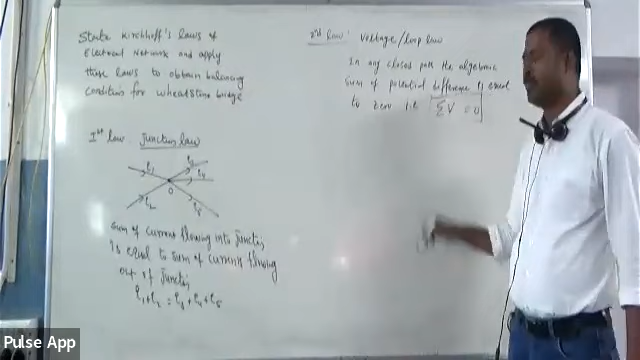 State Kirchhoff's laws of
Electrical Network and apply
these laws to obtain balancing
condition for wheatstone bridge
Ist law Junction law
i1
i2
i3
i4
i5
O
Sum of current flowing into junction
is equal to sum of currents flowing
out of junction
i1+i2 = i3+i4+i5
2nd law: Voltage/loop law
In any closed path the algebraic
sum of potential difference is equal
to zero i.e ΣV = 0
Pulse App